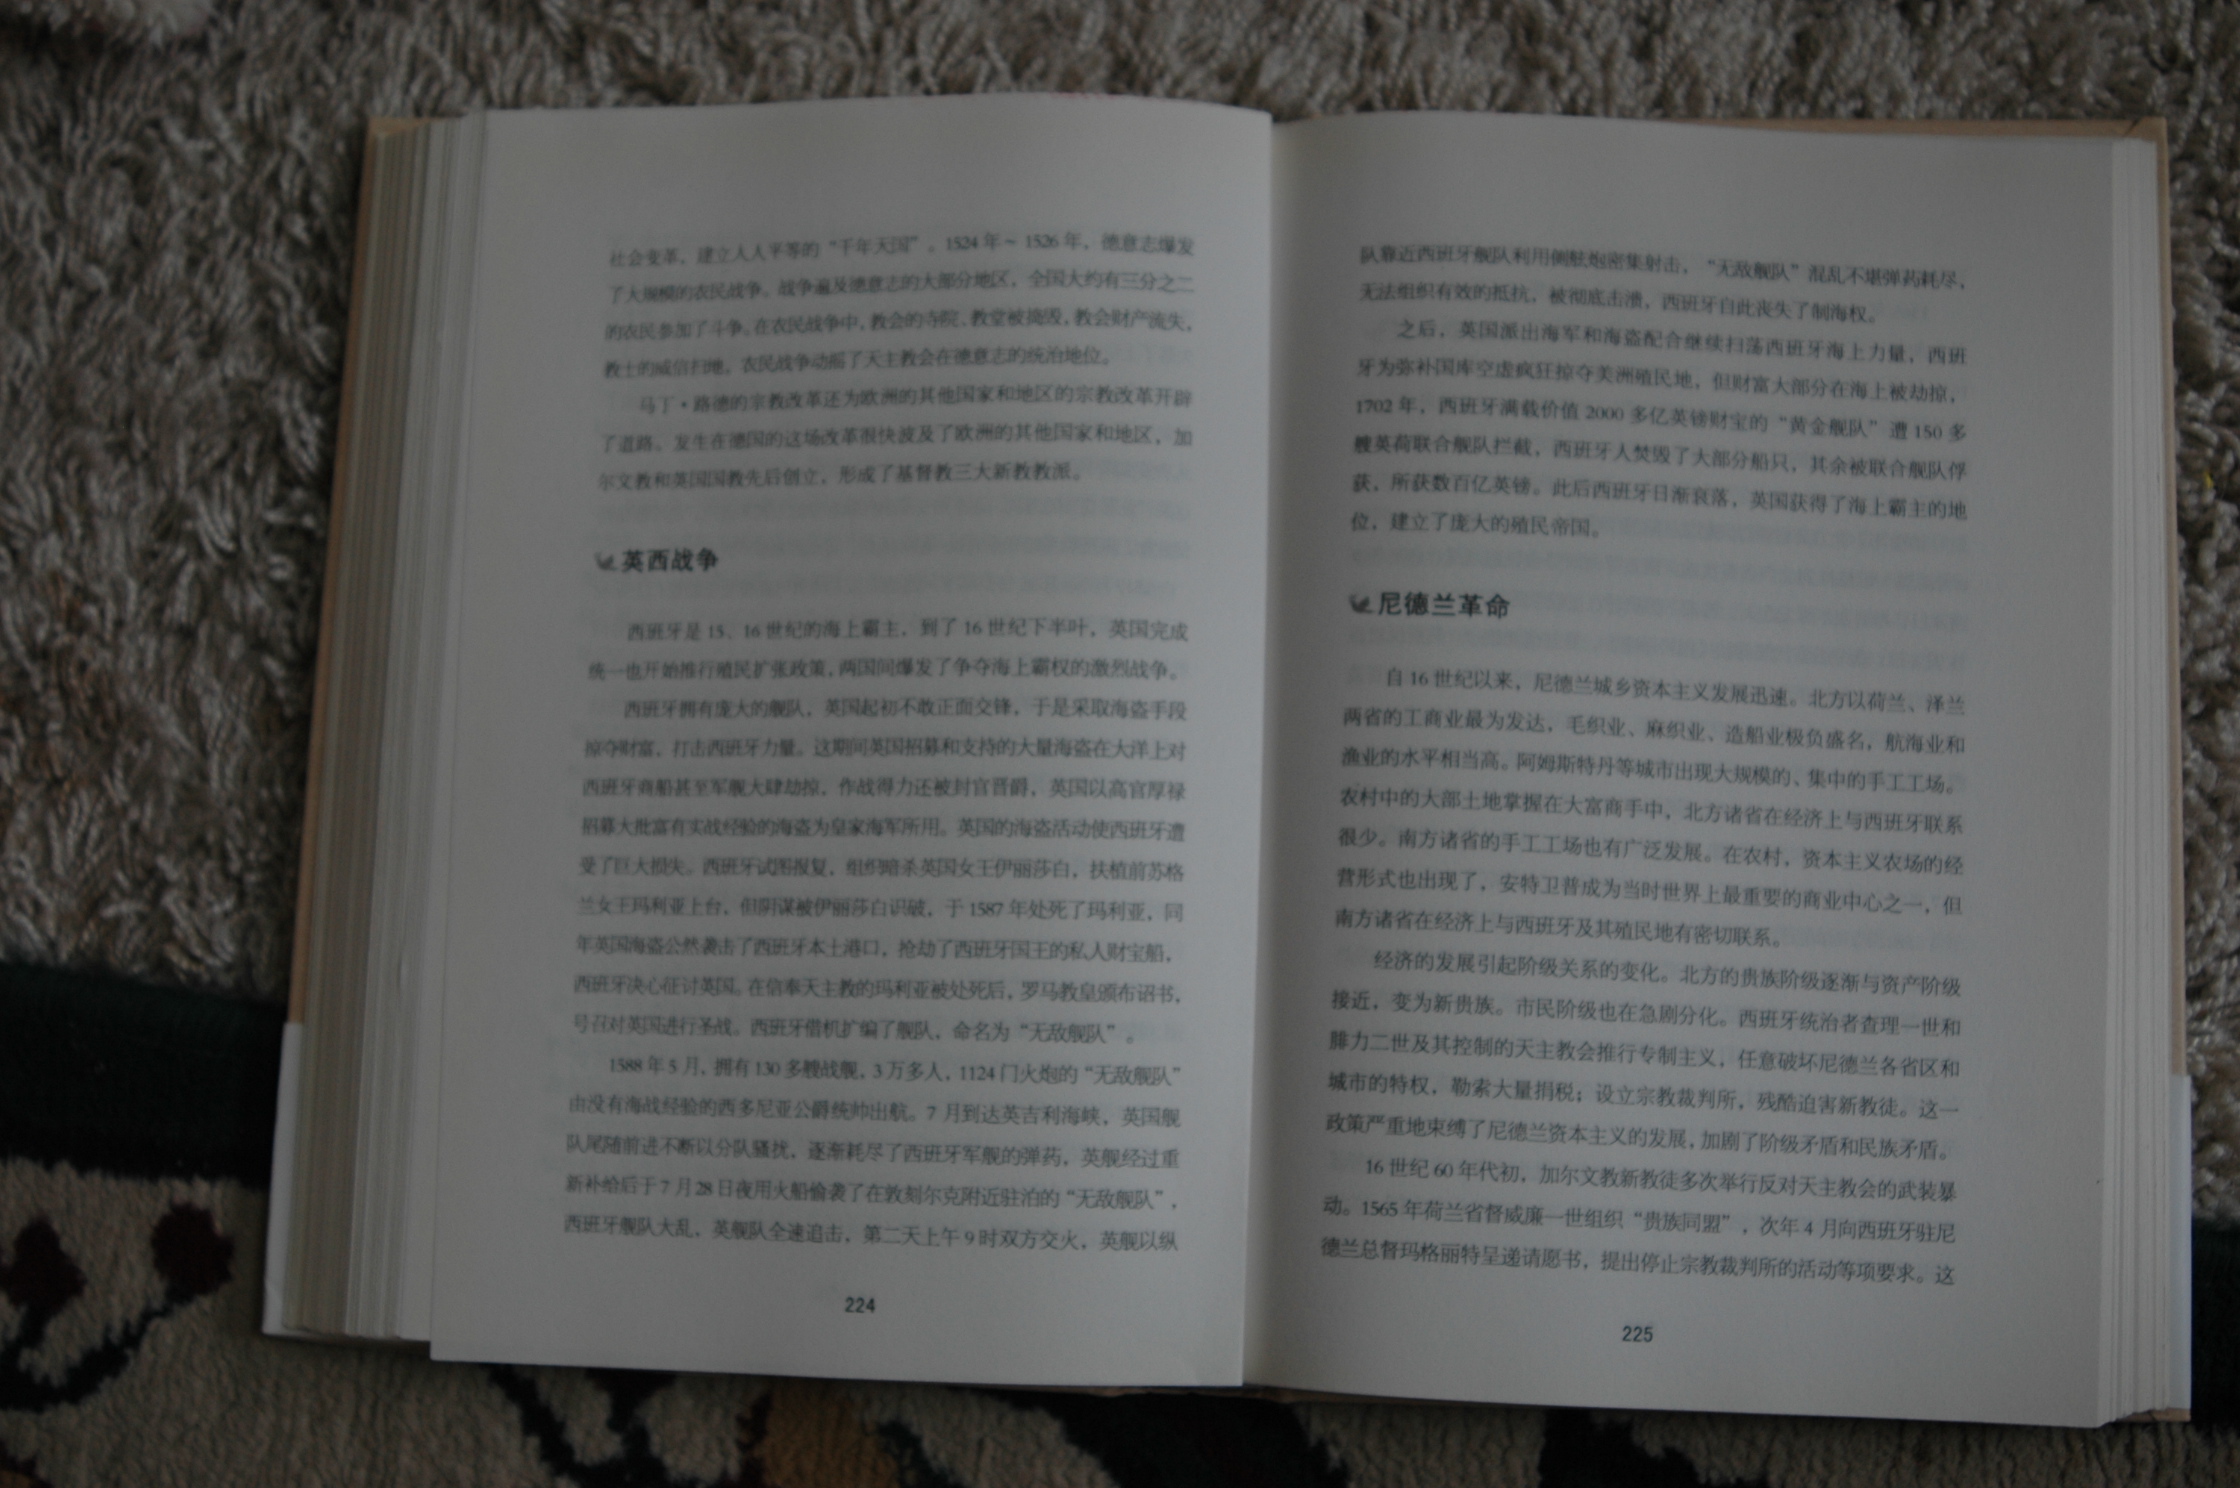 社会变革，建立人人平等的“千年天国”。1524年～1526年，德意志爆发
了大规模的农民战争。战争遍及德意志的大部分地区，全国大约有三分之二
的农民参加了斗争。在农民战争中，教会的寺院、教堂被捣毁，教会财产流失，
教士的威信扫地，农民战争动摇了天主教会在德意志的统治地位。
马丁·路德的宗教改革还为欧洲的其他国家和地区的宗教改革开辟
了道路。发生在德国的这场改革很快波及了欧洲的其他国家和地区，加
尔文教和英国国教先后创立，形成了基督教三大新教教派。
英西战争
西班牙是15、16世纪的海上霸主，到了16世纪下半叶，英国完成
统一也开始推行殖民扩张政策，两国间爆发了争夺海上霸权的激烈战争。
西班牙拥有庞大的舰队，英国起初不敢正面交锋，于是采取海盗手段
掠夺财富，打击西班牙力量。这期间英国招募和支持的大量海盗在大洋上对
西班牙商船甚至军舰大肆劫掠，作战得力还被封官晋爵，英国以高官厚禄
招募大批富有实战经验的海盗为皇家海军所用。英国的海盗活动使西班牙遭
受了巨大损失。西班牙试图报复，组织暗杀英国女王伊丽莎白，扶植前苏格
兰女王玛利亚上台，但阴谋被伊丽莎白识破，于1587年处死了玛利亚，同
年英国海盗公然袭击了西班牙本土港口，抢劫了西班牙国王的私人财宝船，
西班牙决心征讨英国。在信奉天主教的玛利亚被处死后，罗马教皇颁布诏书，
号召对英国进行圣战。西班牙借机扩编了舰队，命名为“无敌舰队”。
1588年5月，拥有130多艘战舰，3万多人，1124门火炮的“无敌舰队”
由没有海战经验的西多尼亚公爵统帅出航。7月到达英吉利海峡，英国舰
队尾随前进不断以分队骚扰，逐渐耗尽了西班牙军舰的弹药，英舰经过重
新补给后于7月28日夜用火船偷袭了在敦刻尔克附近驻泊的“无敌舰队”，
西班牙舰队大乱，英舰队全速追击，第二天上午9时双方交火，英舰以纵
224
队靠近西班牙舰队利用侧舷炮密集射击，“无敌舰队”混乱不堪弹药耗尽，
无法组织有效的抵抗，被彻底击溃，西班牙自此丧失了制海权。
之后，英国派出海军和海盗配合继续扫荡西班牙海上力量，西班
牙为弥补国库空虚疯狂掠夺美洲殖民地，但财富大部分在海上被劫掠，
1702年，西班牙满载价值2000多亿英镑财宝的“黄金舰队”遭150多
艘英荷联合舰队拦截，西班牙人焚毁了大部分船只，其余被联合舰队俘
获，所获数百亿英镑。此后西班牙日渐衰落，英国获得了海上霸主的地
位，建立了庞大的殖民帝国。
尼德兰革命
自16世纪以来，尼德兰城乡资本主义发展迅速。北方以荷兰、泽兰
两省的工商业最为发达，毛织业、麻织业、造船业极负盛名，航海业和
渔业的水平相当高。阿姆斯特丹等城市出现大规模的、集中的手工工场。
农村中的大部土地掌握在大富商手中，北方诸省在经济上与西班牙联系
很少。南方诸省的手工工场也有广泛发展。在农村，资本主义农场的经
营形式也出现了，安特卫普成为当时世界上最重要的商业中心之一，但
南方诸省在经济上与西班牙及其殖民地有密切联系。
经济的发展引起阶级关系的变化。北方的贵族阶级逐渐与资产阶级
接近，变为新贵族。市民阶级也在急剧分化。西班牙统治者查理一世和
腓力二世及其控制的天主教会推行专制主义，任意破坏尼德兰各省区和
城市的特权，勒索大量捐税；设立宗教裁判所，残酷迫害新教徒。这一
政策严重地束缚了尼德兰资本主义的发展，加剧了阶级矛盾和民族矛盾。
16世纪60年代初，加尔文教新教徒多次举行反对天主教会的武装暴
动。1565年荷兰省督威廉一世组织“贵族同盟”，次年4月向西班牙驻尼
德兰总督玛格丽特呈递请愿书，提出停止宗教裁判所的活动等项要求。这
225